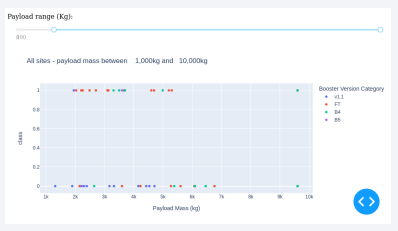 Payload range (Kg):
All sites - payload mass between 1,000kg and 10,000kg
Booster Version Category
v1.1
FT
B4
B5
1
0.8
0.6
0.4
0.2
0
class
1k 2k 3k 4k 5k 6k 7k 8k 9k 10k
Payload Mass (kg)